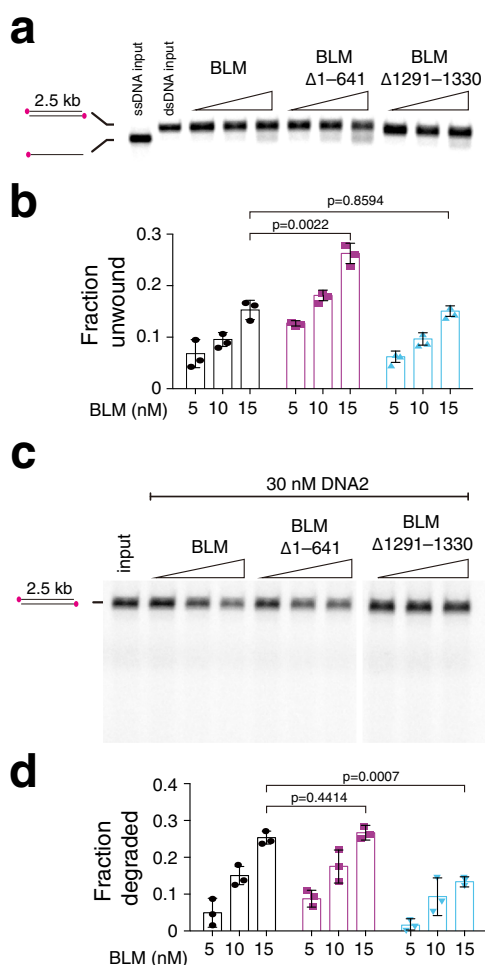 a
ssDNA input
dsDNA input
BLM
BLM
Δ1–641
BLM
Δ1291–1330
2.5 kb
b
p=0.8594
p=0.0022
Fraction
unwound
0.3
0.2
0.1
0
BLM (nM) 5 10 15 5 10 15 5 10 15
c
30 nM DNA2
input
BLM
BLM
Δ1–641
BLM
Δ1291–1330
2.5 kb
d
p=0.0007
p=0.4414
Fraction
degraded
0.4
0.3
0.2
0.1
0
BLM (nM) 5 10 15 5 10 15 5 10 15